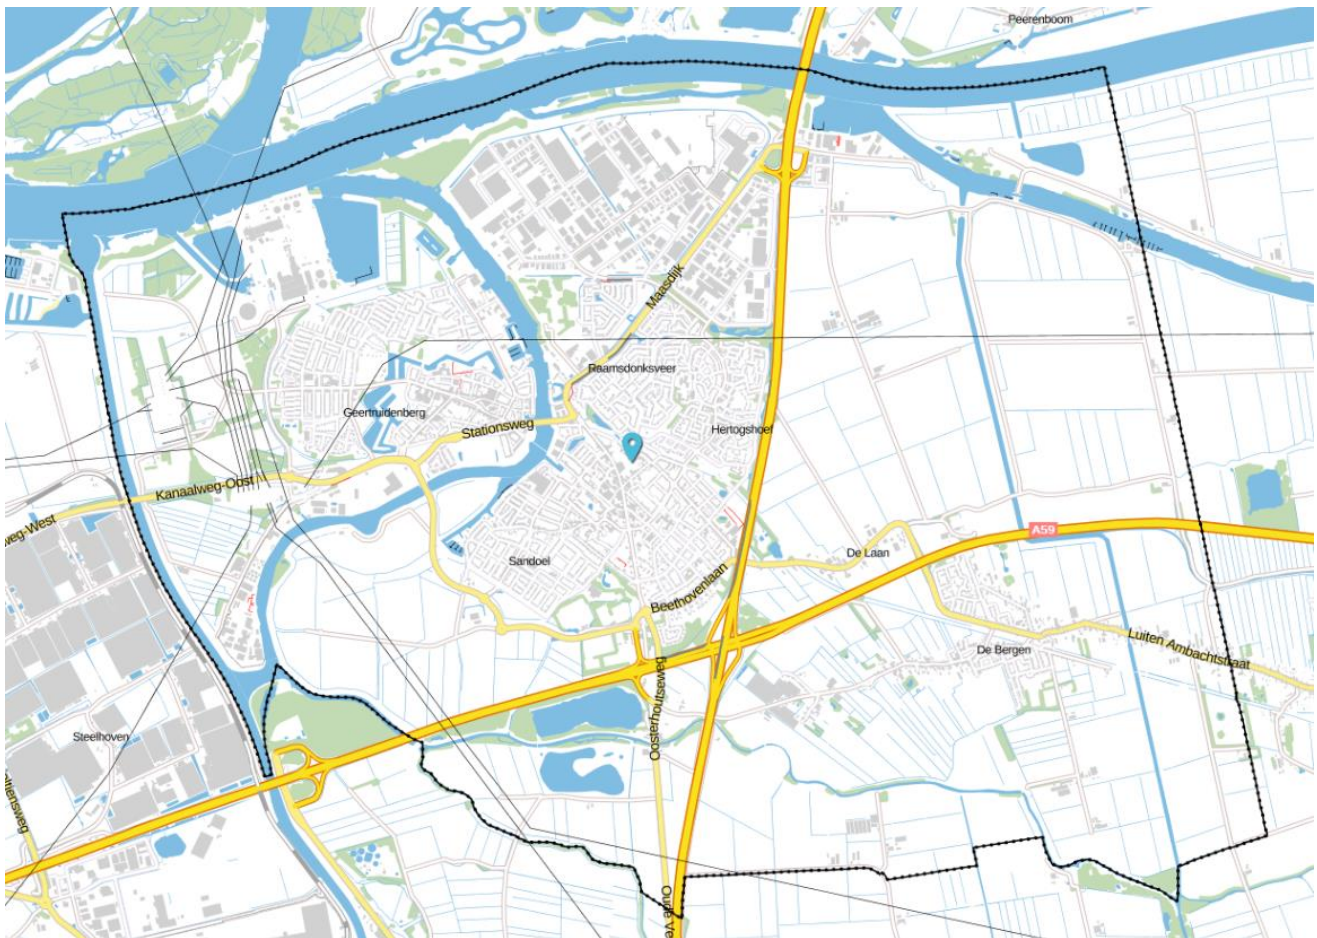 Peerenboom
Maasdijk
Raamsdonksveer
Geertruidenberg
Stationsweg
Hertogshoef
Kanaalweg-Oost
weg-West
A59
De Laan
Sandoel
Beethovenlaan
Luiten Ambachtstraat
De Bergen
Oosterhoutseweg
Steelhoven
eltjensweg
Oude Ve